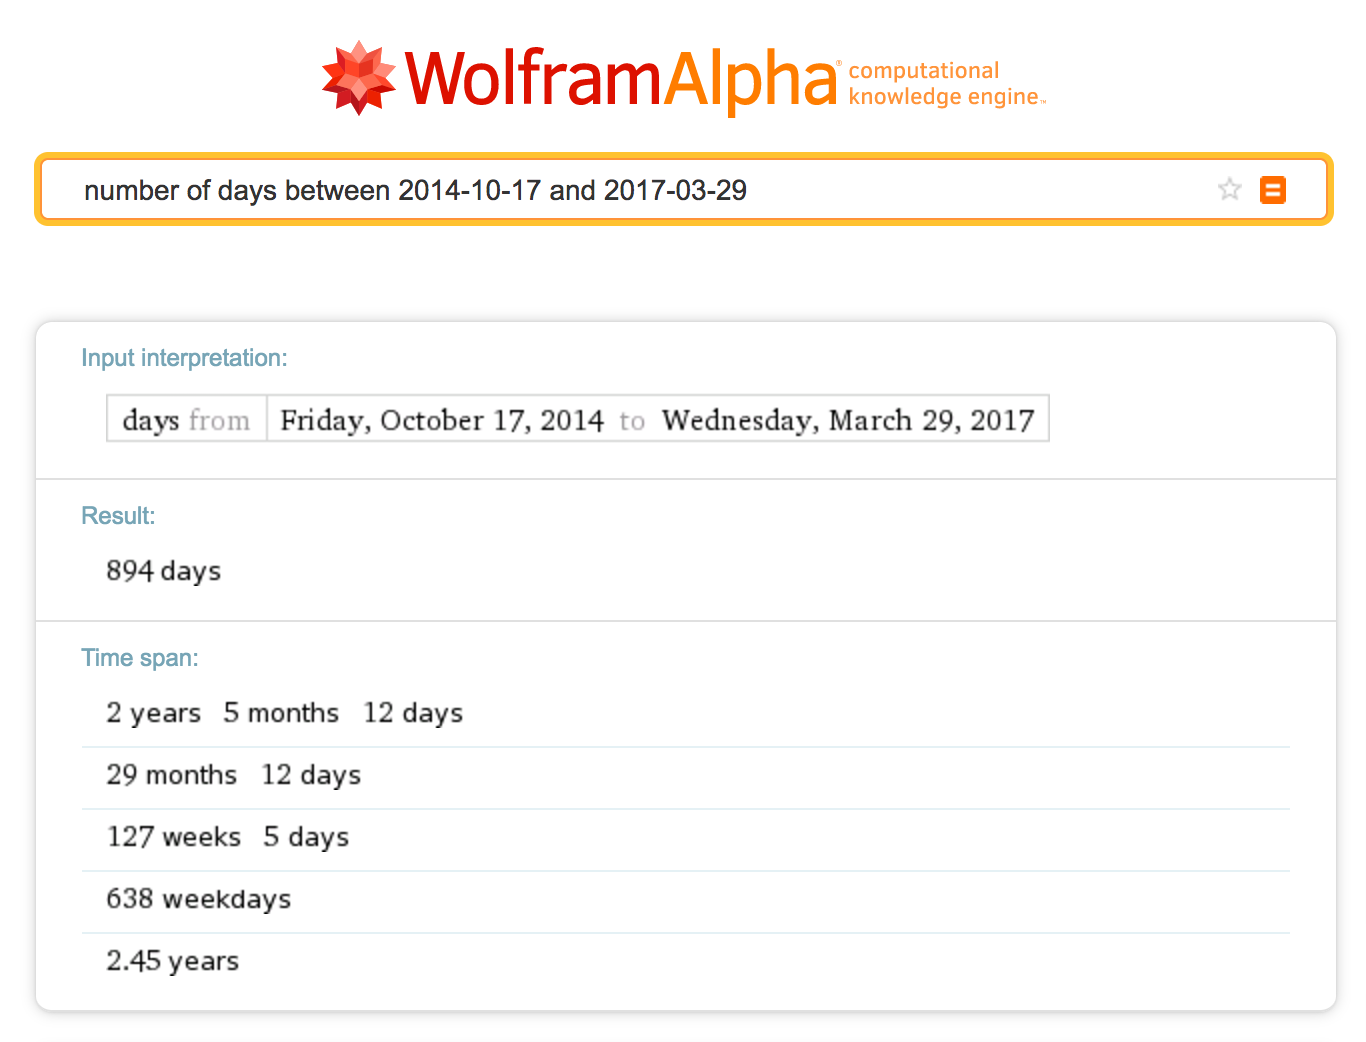 WolframAlpha® computational
knowledge engine™
number of days between 2014-10-17 and 2017-03-29
Input interpretation:
days from Friday, October 17, 2014 to Wednesday, March 29, 2017
Result:
894 days
Time span:
2 years 5 months 12 days
29 months 12 days
127 weeks 5 days
638 weekdays
2.45 years